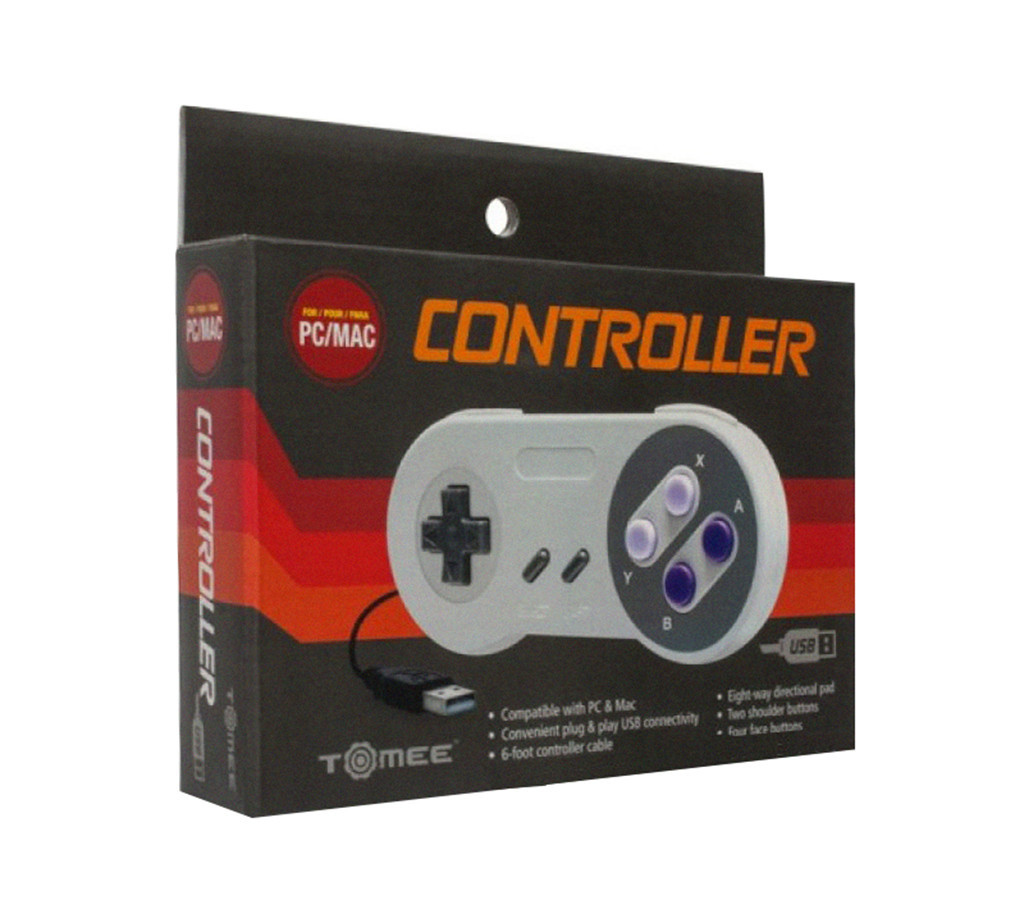 FOR / POUR / PARA
PC/MAC
CONTROLLER
FOR / POUR / PARA
PC/MAC
CONTROLLER
USB
TOMEE
X
A
Y
B
USB
• Compatible with PC & Mac
• Convenient plug & play USB connectivity
• 6-foot controller cable
• Eight-way directional pad
• Two shoulder buttons
• Four face buttons
TOMEE